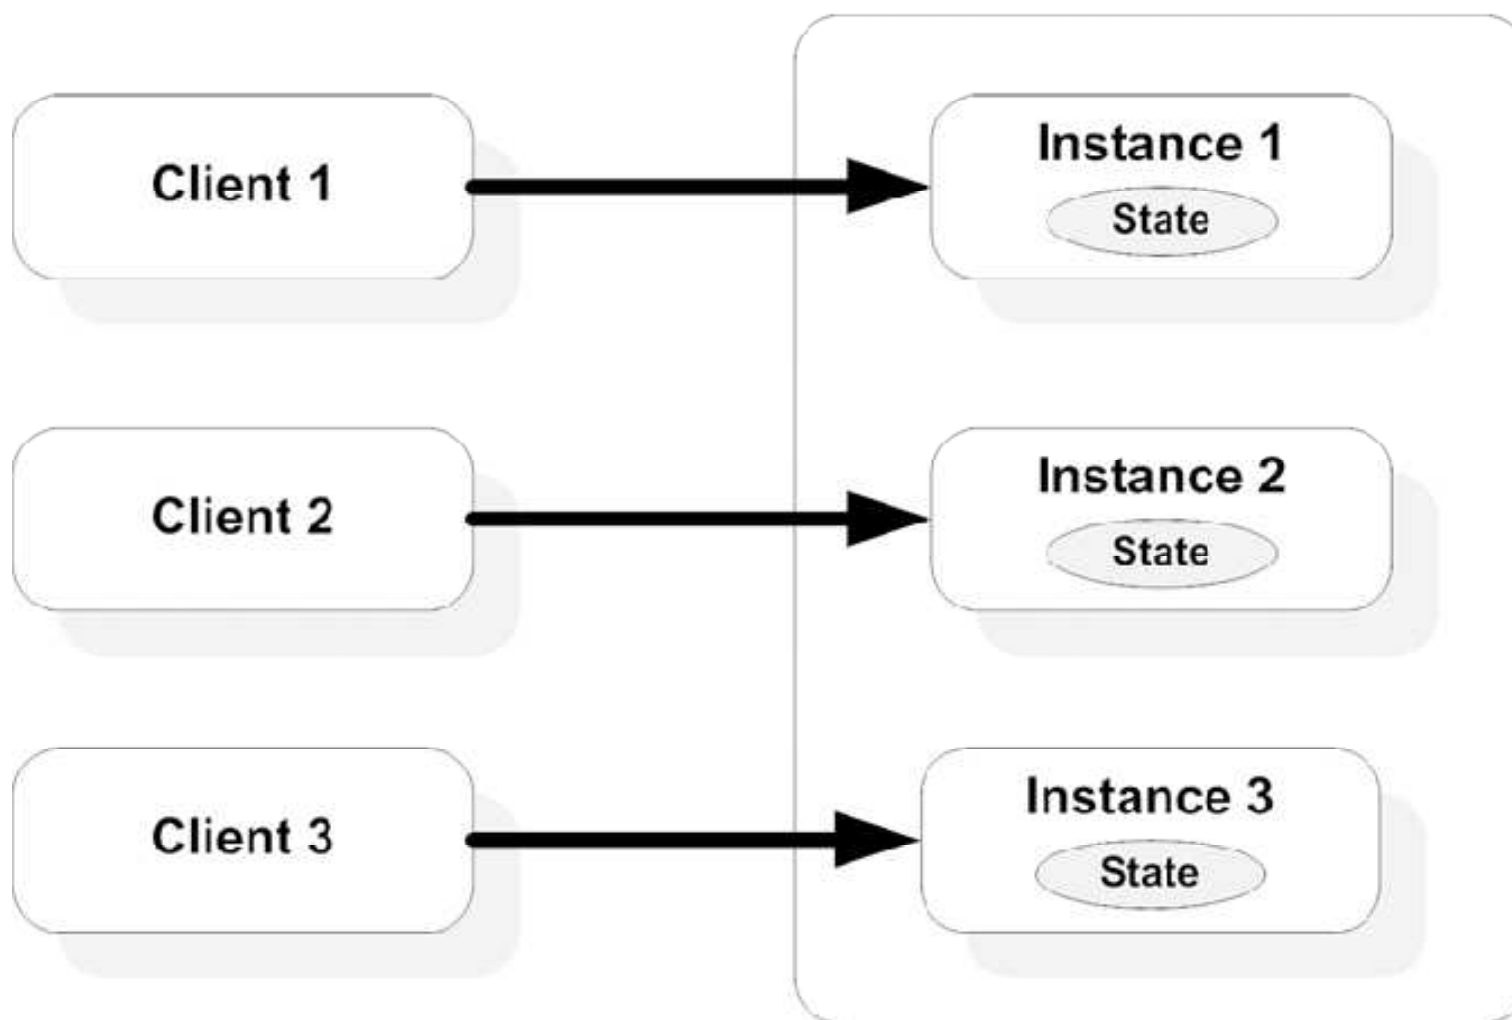 Client 1
Instance 1
State
Client 2
Instance 2
State
Client 3
Instance 3
State